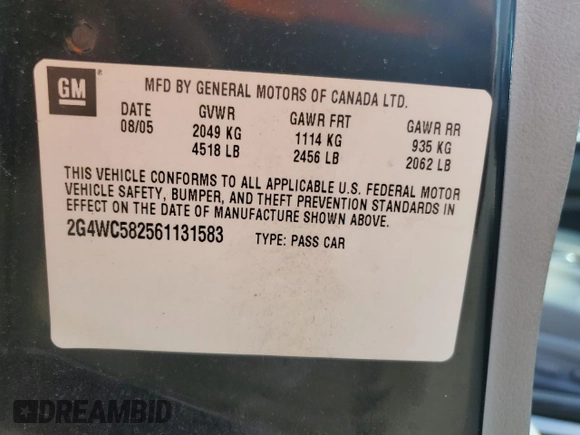 GM
MFD BY GENERAL MOTORS OF CANADA LTD.
DATE GVWR GAWR FRT GAWR RR
08/05 2049 KG 1114 KG 935 KG
4518 LB 2456 LB 2062 LB
THIS VEHICLE CONFORMS TO ALL APPLICABLE U.S. FEDERAL MOTOR
VEHICLE SAFETY, BUMPER, AND THEFT PREVENTION STANDARDS IN
EFFECT ON THE DATE OF MANUFACTURE SHOWN ABOVE.
2G4WC582561131583 TYPE: PASS CAR
DREAMBID